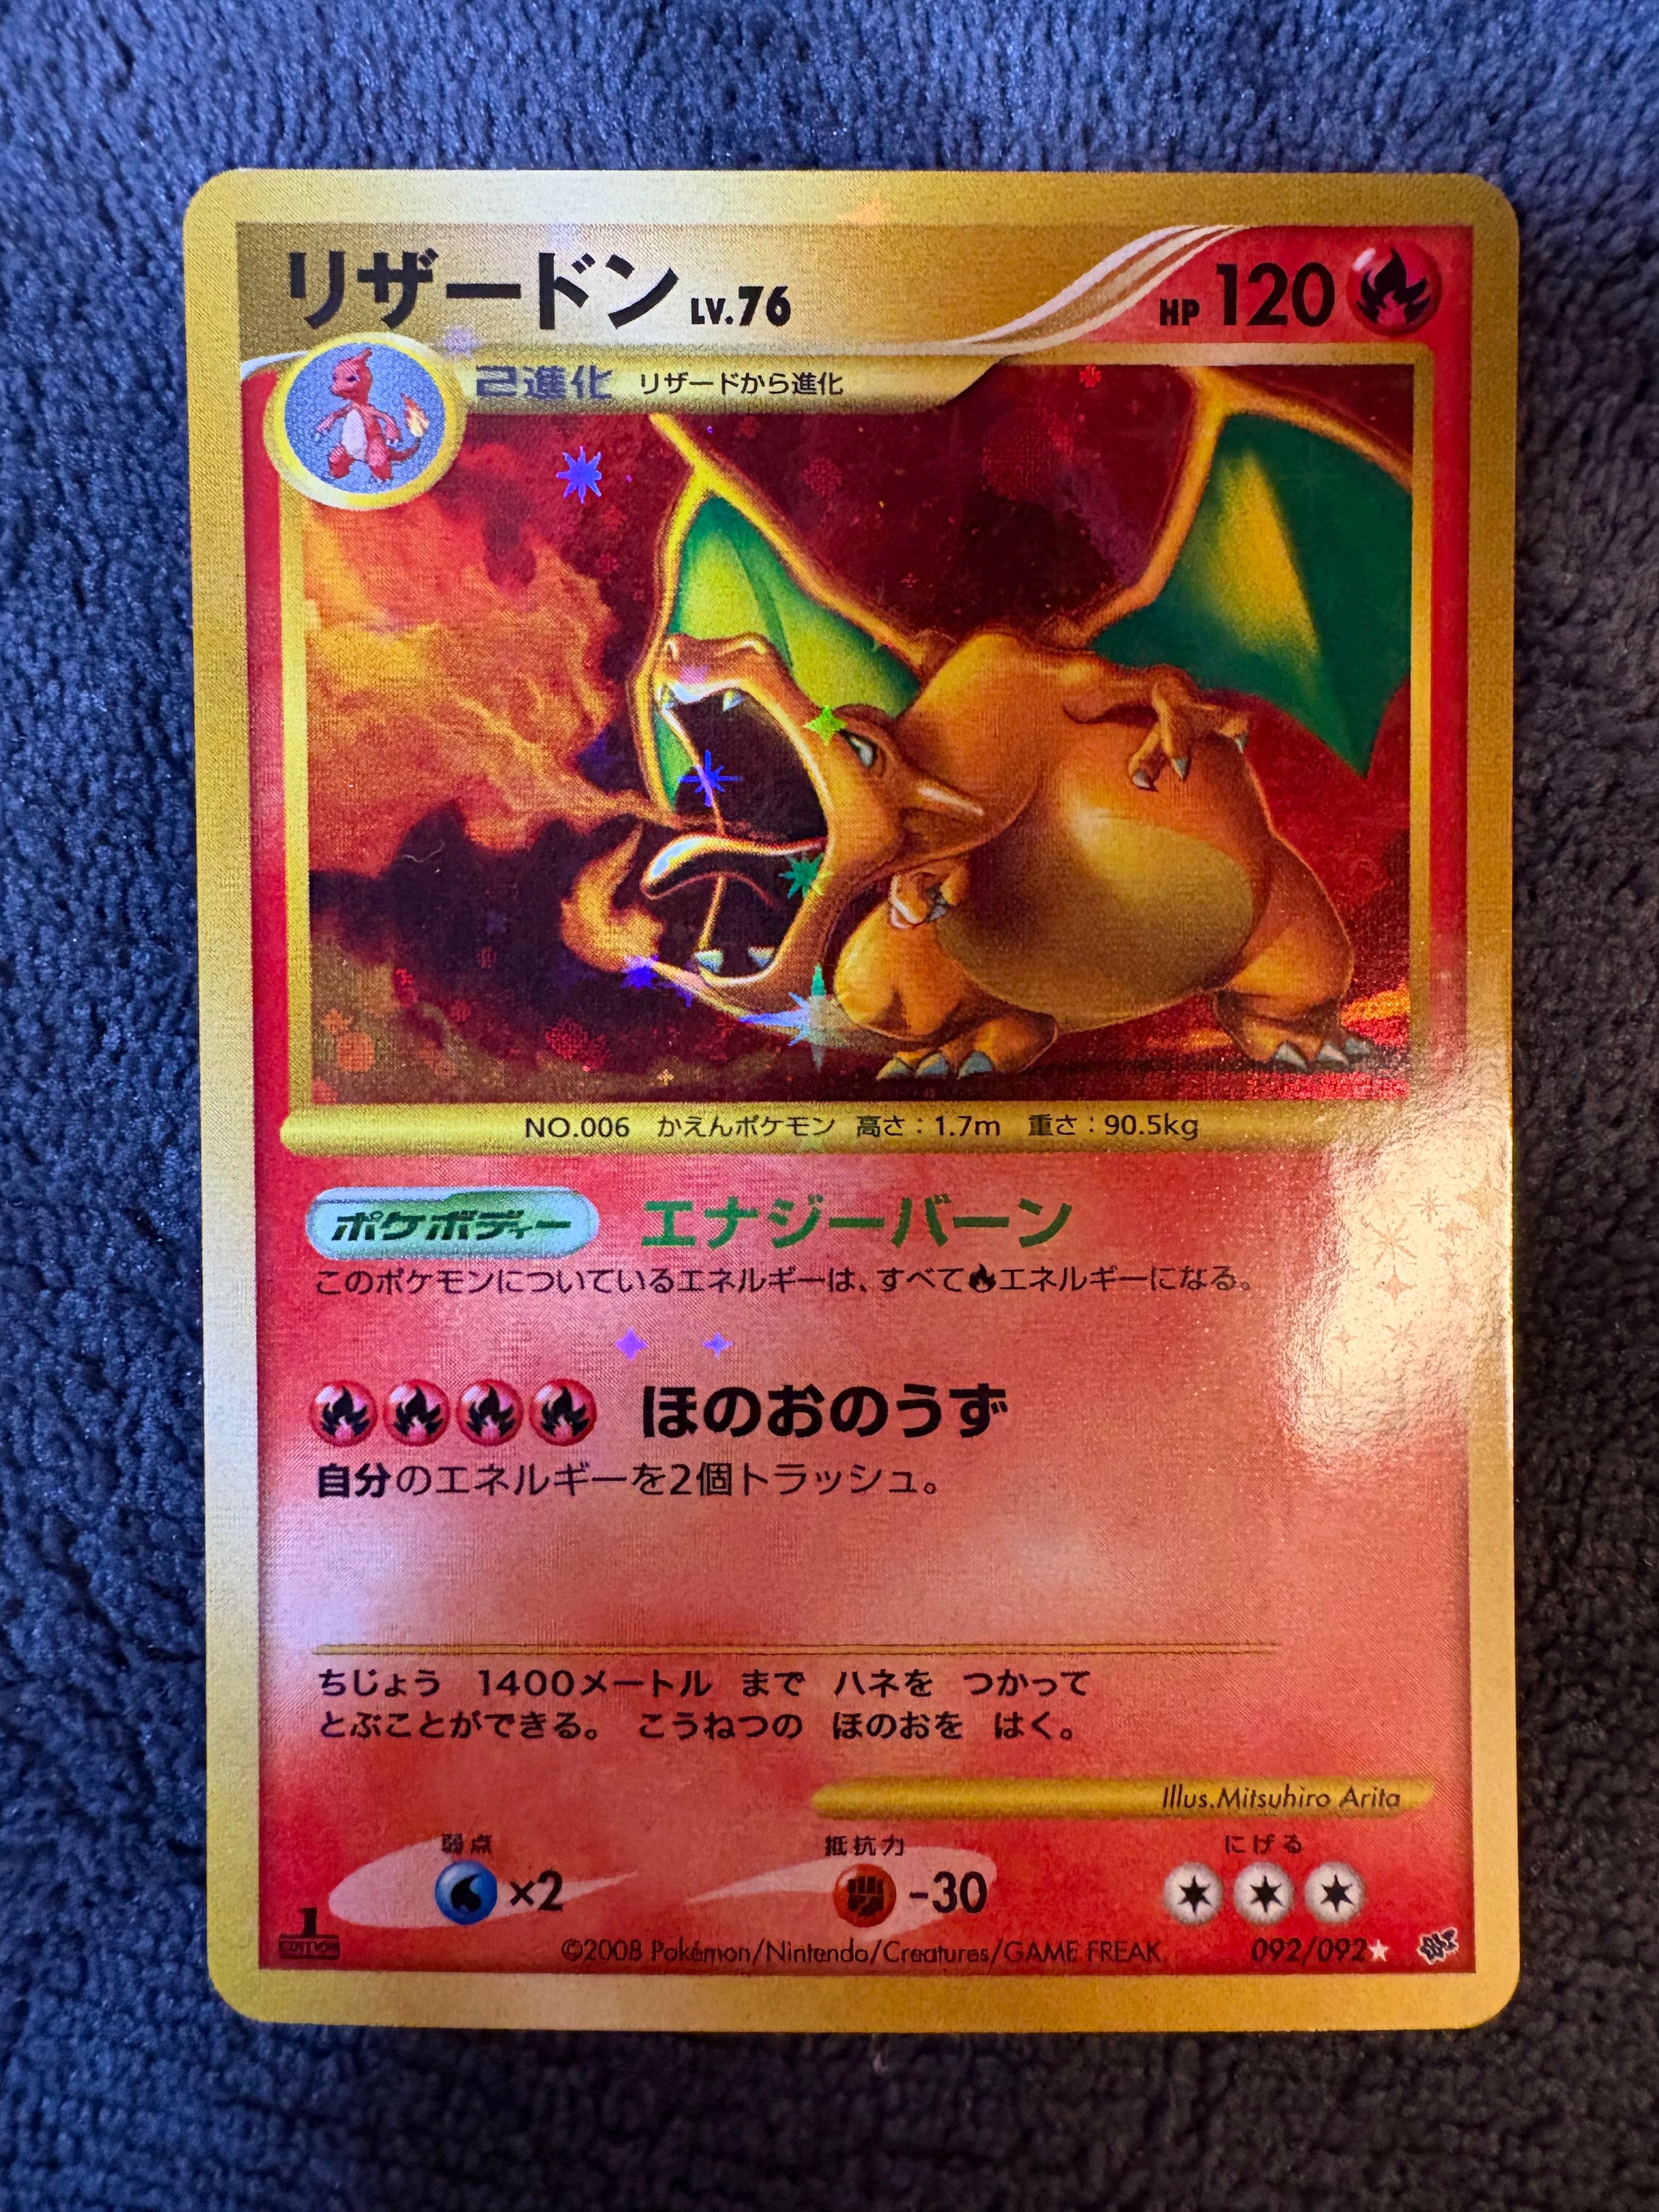 リザードン LV.76 HP 120
2進化 リザードから進化
NO.006 かえんポケモン 高さ：1.7m 重さ：90.5kg
ポケボディー エナジーバーン
このポケモンについているエネルギーは、すべてエネルギーになる。
ほのおのうず
自分のエネルギーを2個トラッシュ。
ちじょう 1400メートル まで ハネを つかって
とぶことができる。 こうねつの ほのおを はく。
Illus.Mitsuhiro Arita
弱点 抵抗力 にげる
×2 -30
1
EDITION
©2008 Pokémon/Nintendo/Creatures/GAME FREAK. 092/092★